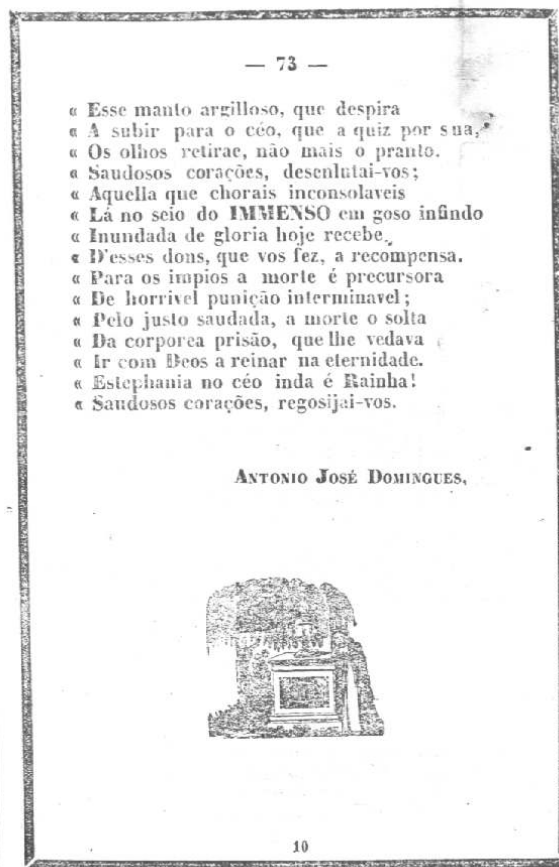 — 73 —
« Esse manto argilloso, que despira
« A subir para o céo, que a quiz por sua,
« Os olhos retirae, não mais o pranto.
« Saudosos corações, desenlutai-vos;
« Aquella que chorais inconsolaveis
« Lá no seio do IMMENSO em goso infindo
« Inundada de gloria hoje recebe.
« D'esses dons, que vos fez, a recompensa.
« Para os impios a morte é precursora
« De horrivel punição interminavel;
« Pelo justo saudada, a morte o solta
« Da corporea prisão, que lhe vedava
« Ir com Deos a reinar na eternidade.
« Estephania no céo inda é Rainha!
« Saudosos corações, regosijai-vos.
ANTONIO JOSÉ DOMINGUES,
10